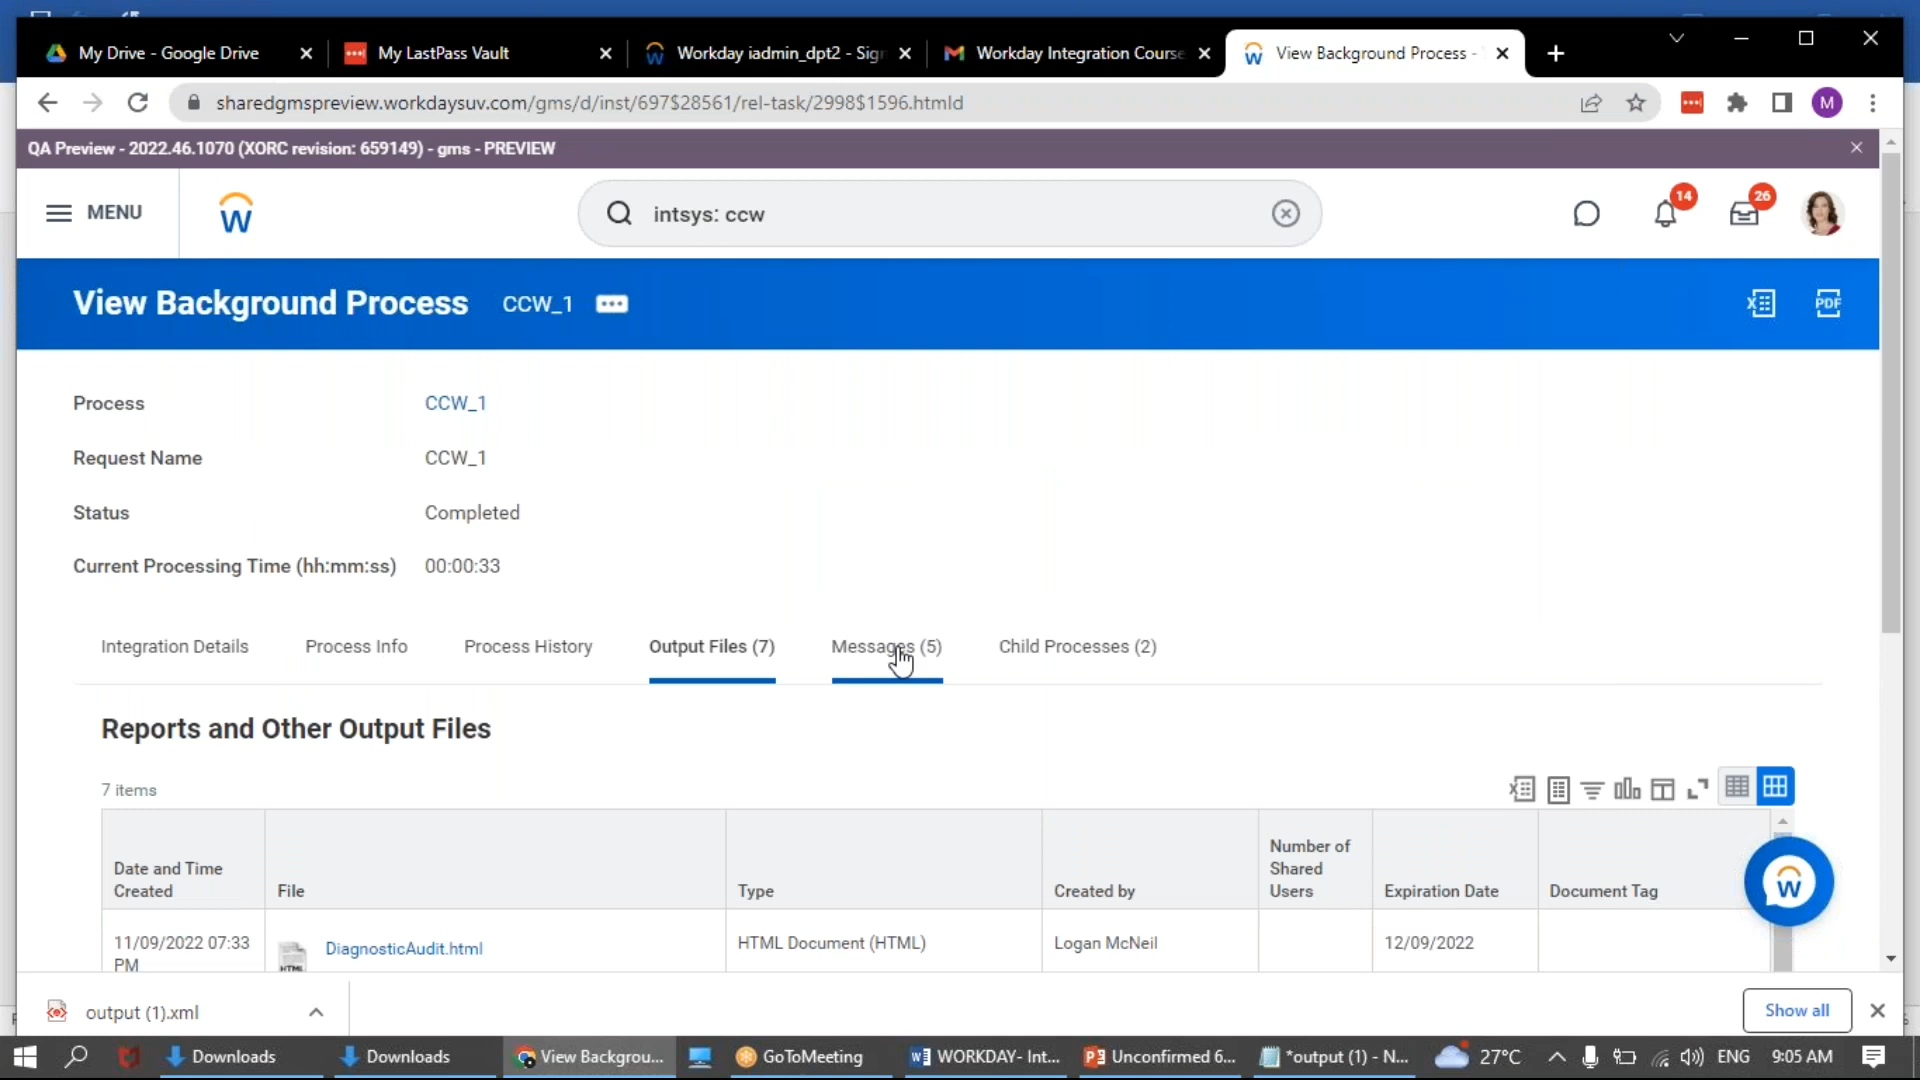 My Drive - Google Drive
My LastPass Vault
Workday iadmin_dpt2 - Sig
Workday Integration Course
View Background Process -
sharedgmspreview.workdaysuv.com/gms/d/inst/697$28561/rel-task/2998$1596.htmld
M
QA Preview - 2022.46.1070 (XORC revision: 659149) - gms - PREVIEW
MENU
intsys: ccw
14
26
View Background Process CCW_1
PDF
Process CCW_1
Request Name CCW_1
Status Completed
Current Processing Time (hh:mm:ss) 00:00:33
Integration Details Process Info Process History Output Files (7) Messages (5) Child Processes (2)
Reports and Other Output Files
7 items
Date and Time Created
File
Type
Created by
Number of Shared Users
Expiration Date
Document Tag
11/09/2022 07:33 PM
HTML
DiagnosticAudit.html
HTML Document (HTML)
Logan McNeil
12/09/2022
output (1).xml
Show all
Downloads
Downloads
View Backgrou...
GoToMeeting
WORKDAY- Int...
Unconfirmed 6...
*output (1) - N...
27°C
ENG
9:05 AM